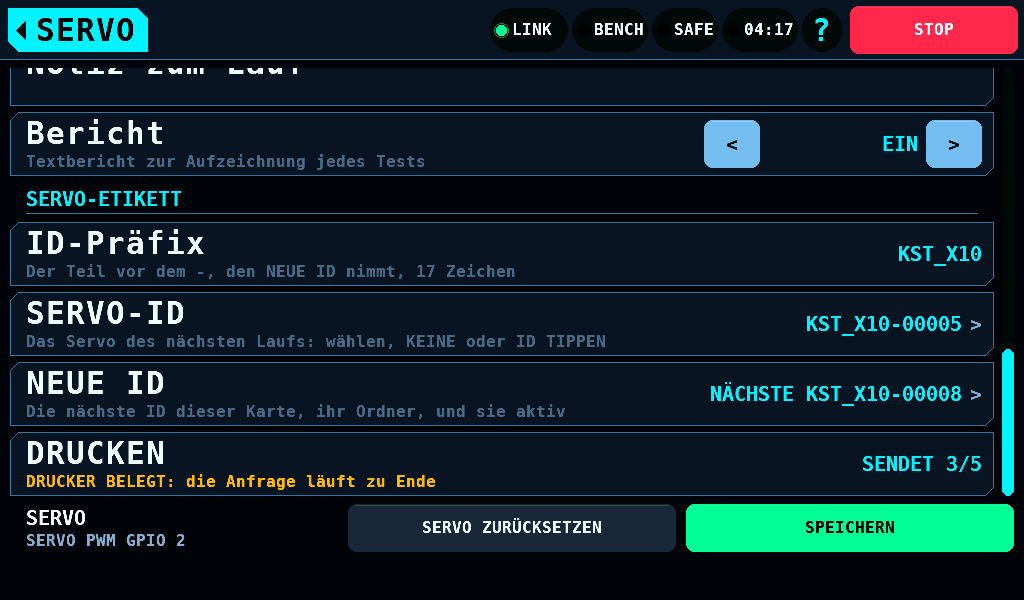 SERVO
LINK
BENCH
SAFE
04:17
?
STOP
Notiz zum Lauf
Bericht
Textbericht zur Aufzeichnung jedes Tests
<
EIN
>
SERVO-ETIKETT
ID-Präfix
Der Teil vor dem -, den NEUE ID nimmt, 17 Zeichen
KST_X10
SERVO-ID
Das Servo des nächsten Laufs: wählen, KEINE oder ID TIPPEN
KST_X10-00005 >
NEUE ID
Die nächste ID dieser Karte, ihr Ordner, und sie aktiv
NÄCHSTE KST_X10-00008 >
DRUCKEN
DRUCKER BELEGT: die Anfrage läuft zu Ende
SENDET 3/5
SERVO
SERVO PWM GPIO 2
SERVO ZURÜCKSETZEN
SPEICHERN